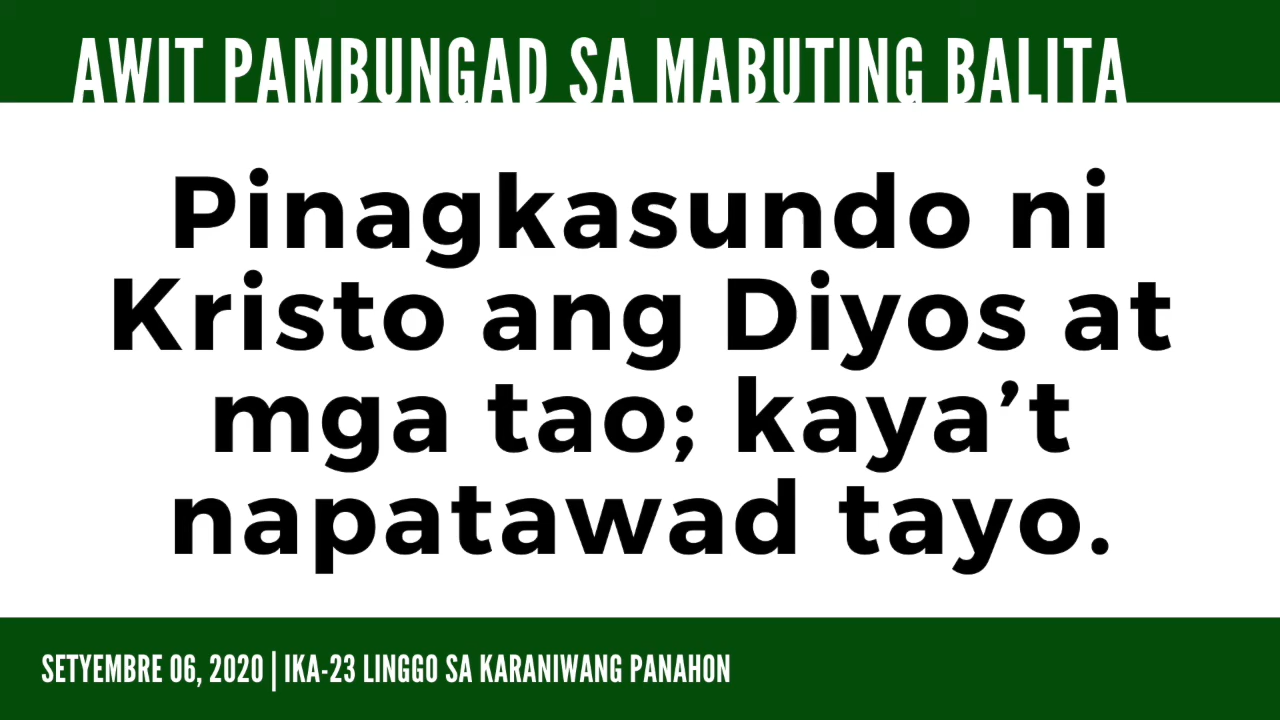 AWIT PAMBUNGAD SA MABUTING BALITA
Pinagkasundo ni
Kristo ang Diyos at
mga tao; kaya’t
napatawad tayo.
SETYEMBRE 06, 2020 | IKA-23 LINGGO SA KARANIWANG PANAHON